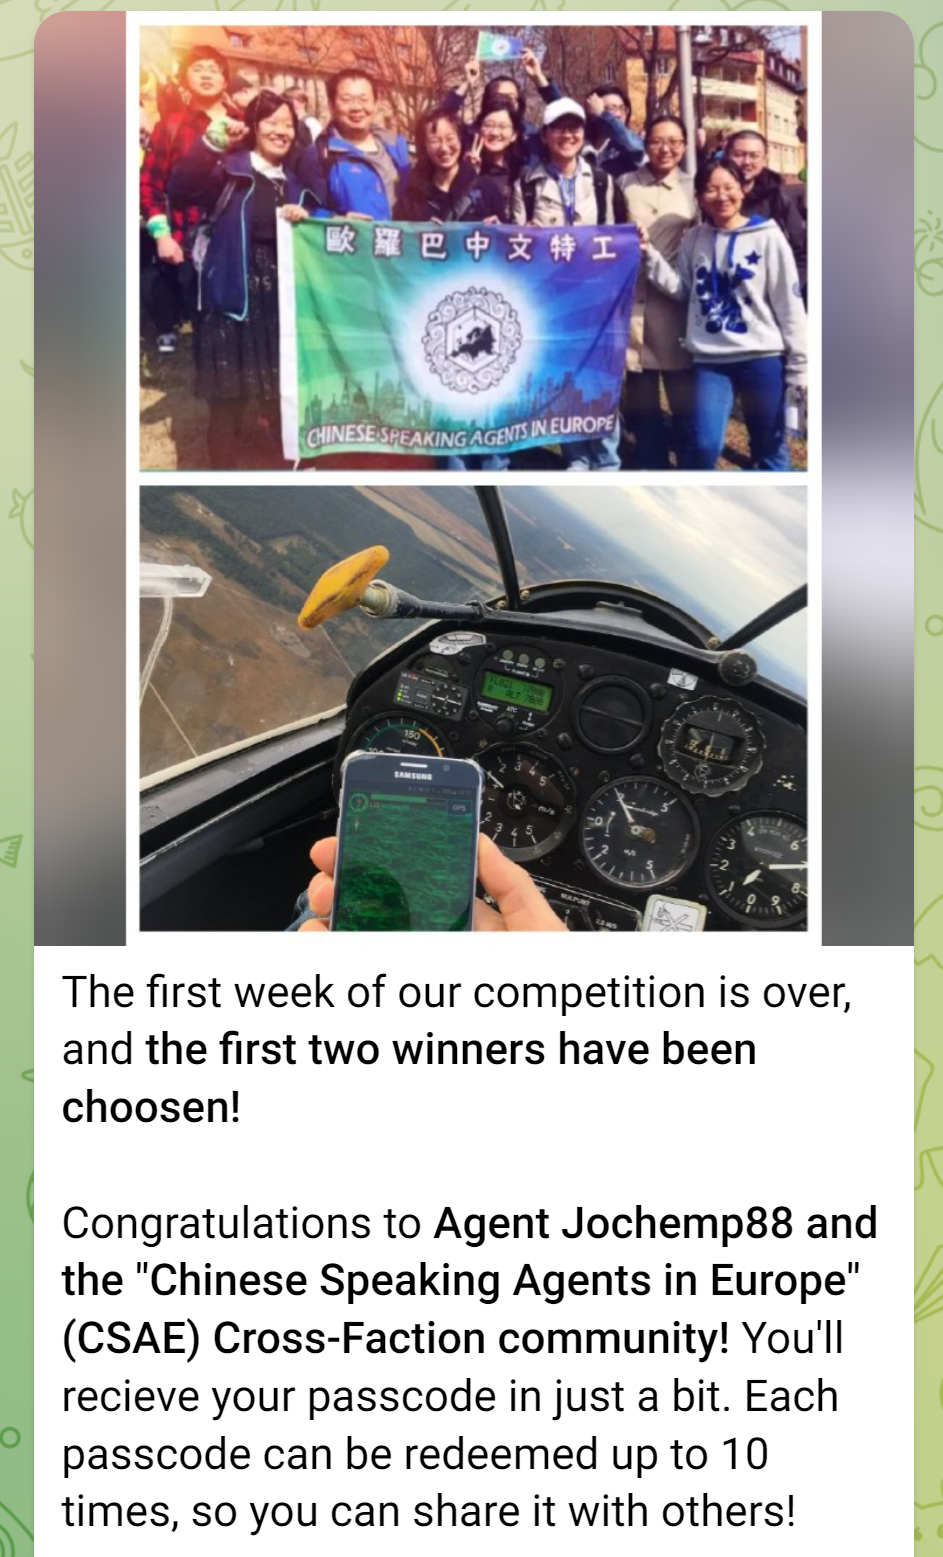 歐羅巴中文特工
CHINESE SPEAKING AGENTS IN EUROPE
150
SAMSUNG
OPS
The first week of our competition is over,
and the first two winners have been
choosen!
Congratulations to Agent Jochemp88 and
the "Chinese Speaking Agents in Europe"
(CSAE) Cross-Faction community! You'll
recieve your passcode in just a bit. Each
passcode can be redeemed up to 10
times, so you can share it with others!